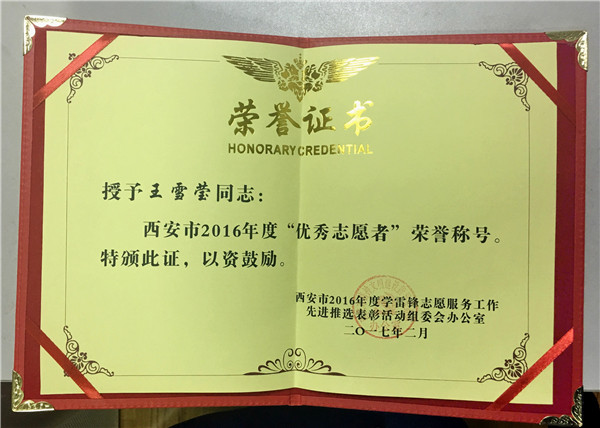 荣誉证书
HONORARY CREDENTIAL
授予王雪莹同志：
西安市2016年度“优秀志愿者”荣誉称号。
特颁此证，以资鼓励。
西安市2016年度学雷锋志愿服务工作
先进推选表彰活动组委会办公室
二〇一七年二月